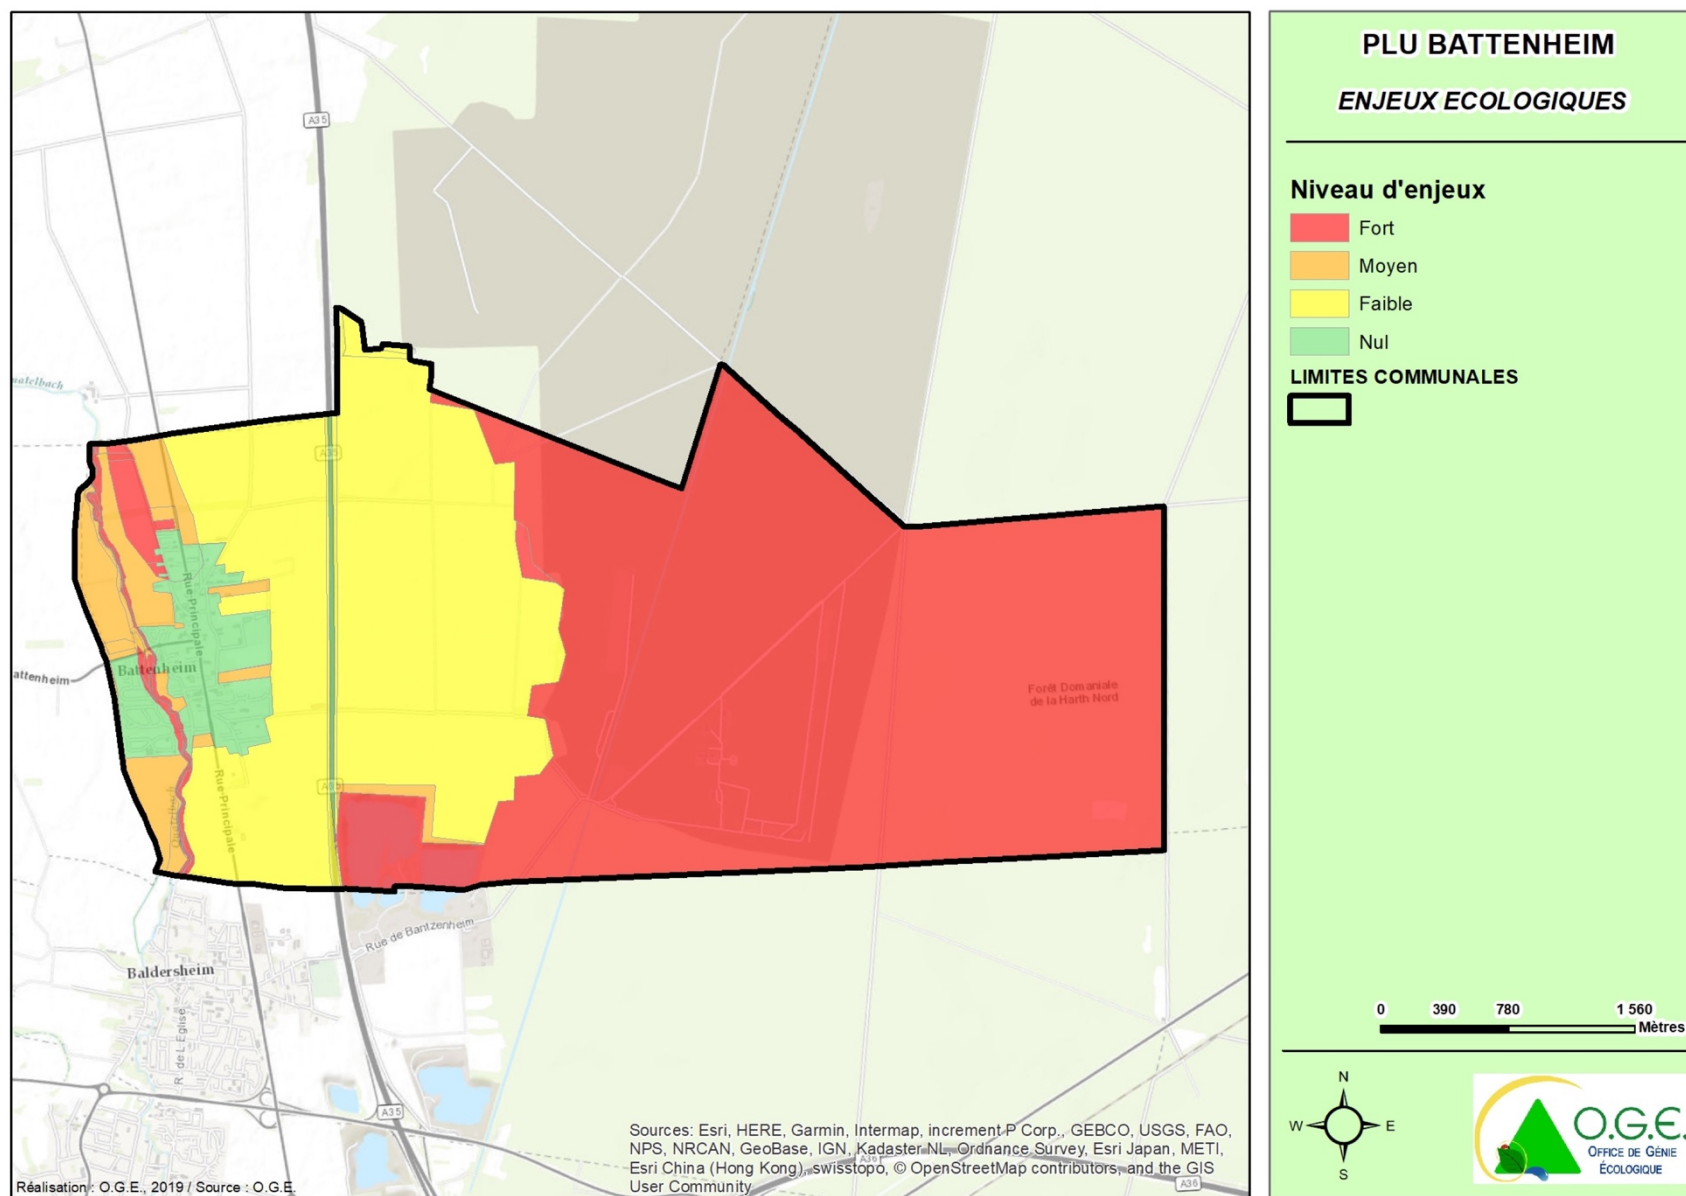 PLU BATTENHEIM
ENJEUX ECOLOGIQUES
Niveau d'enjeux
Fort
Moyen
Faible
Nul
LIMITES COMMUNALES
0 390 780 1 560
Mètres
N
W E
S
O.G.E.
OFFICE DE GÉNIE
ÉCOLOGIQUE
A35
A35
Rue Principale
Battenheim
attenheim
Forêt Domaniale
de la Harth Nord
A35
Rue Principale
Quatelbach
Rue de Bantzenheim
Baldersheim
R. de L Eglise
A35
A36
A36
Sources: Esri, HERE, Garmin, Intermap, increment P Corp., GEBCO, USGS, FAO,
NPS, NRCAN, GeoBase, IGN, Kadaster NL, Ordnance Survey, Esri Japan, METI,
Esri China (Hong Kong), swisstopo, © OpenStreetMap contributors, and the GIS
User Community
Réalisation : O.G.E., 2019 / Source : O.G.E.